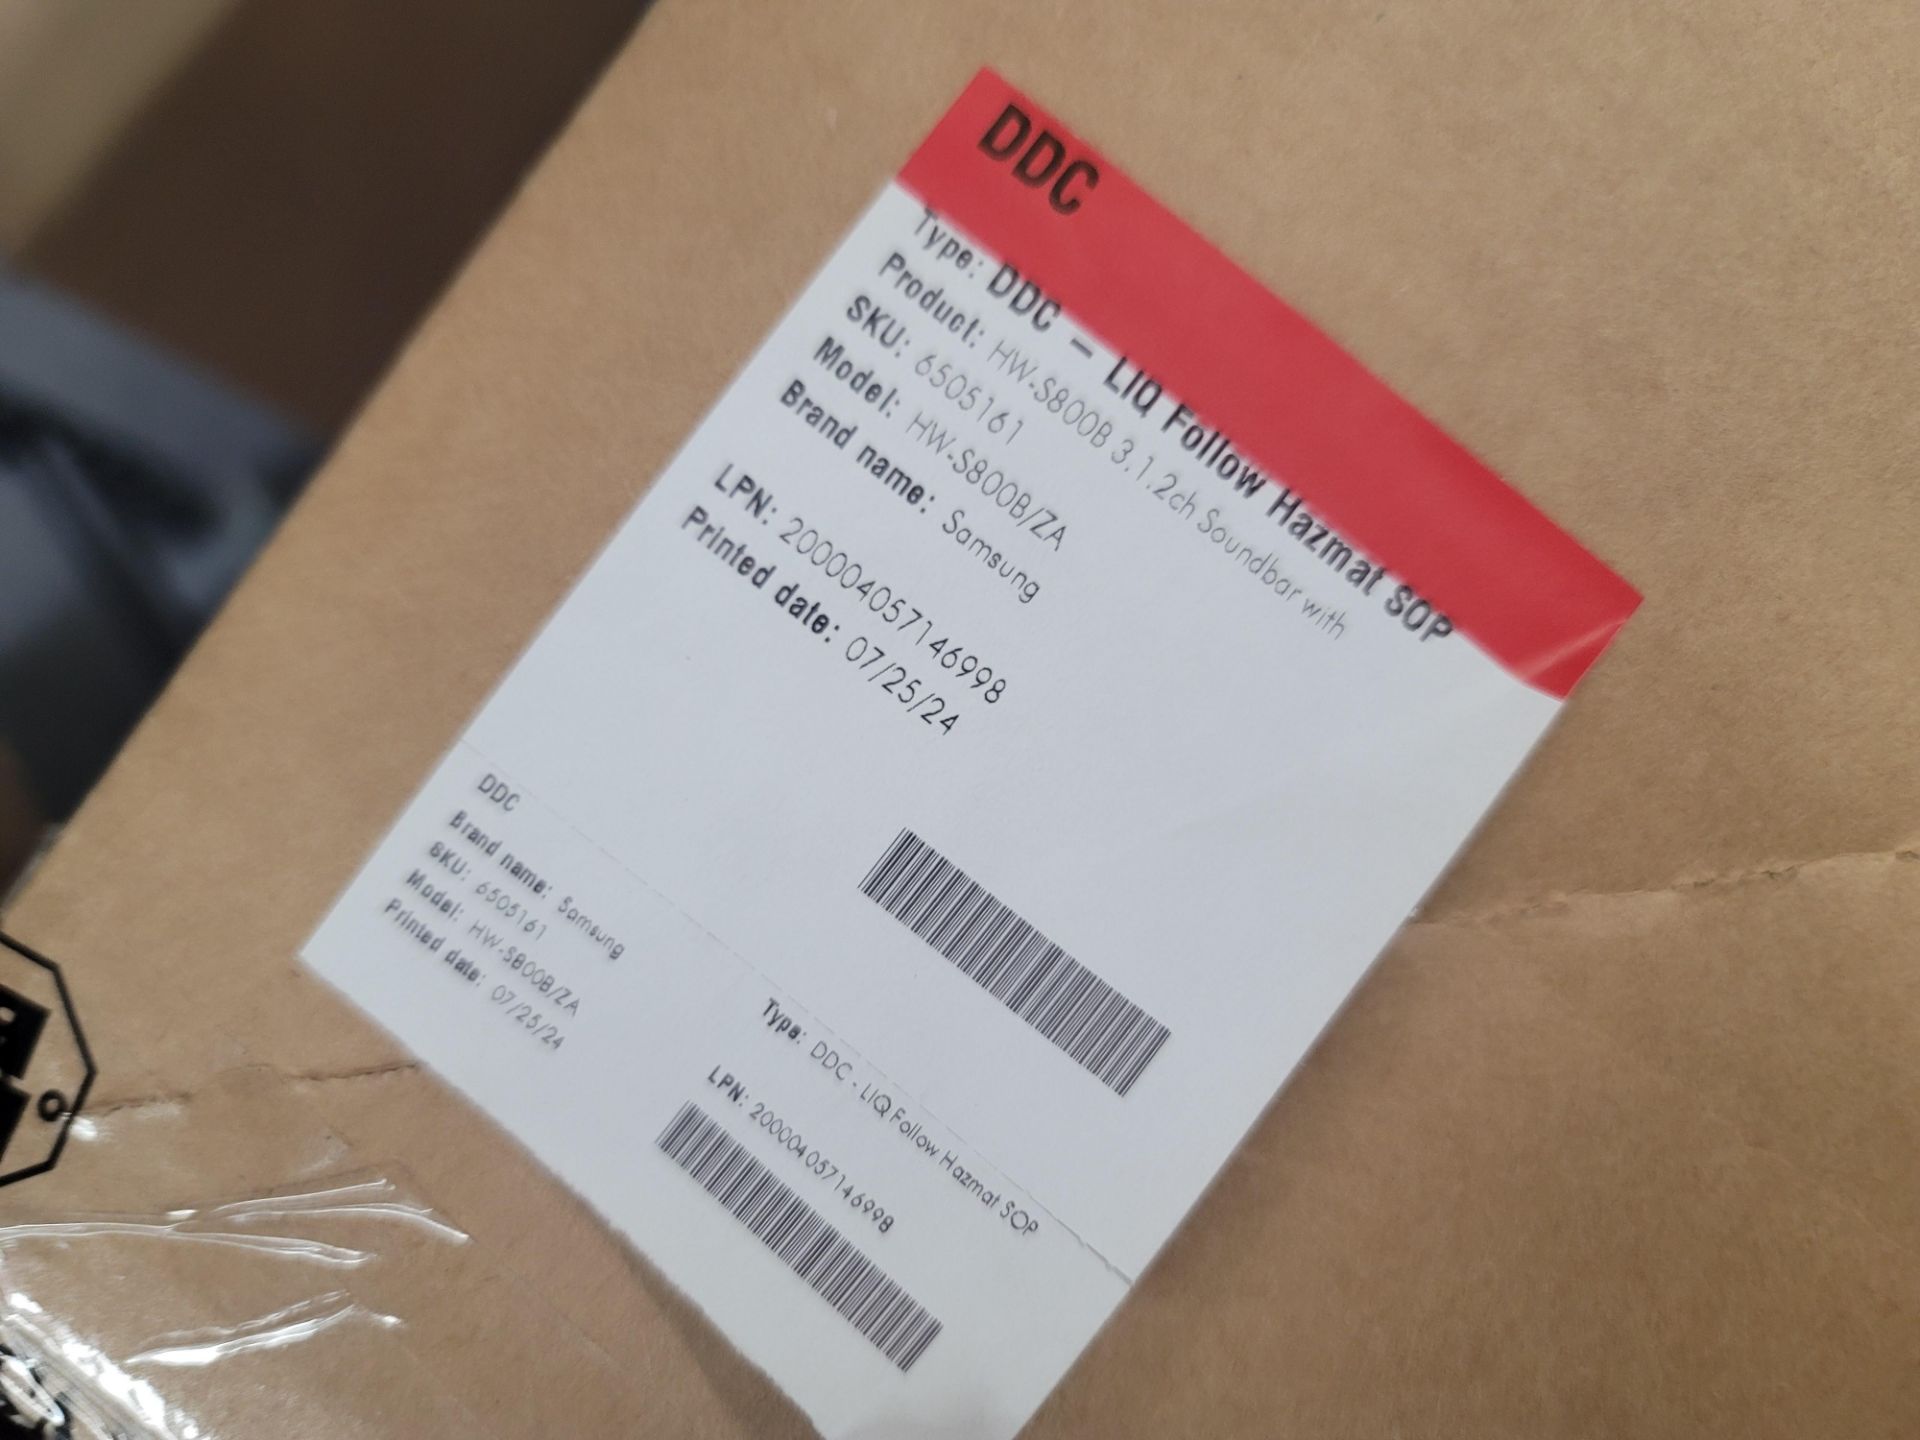 DDC
Type: DDC – LIQ Follow Hazmat SOP
Product: HW-S800B 3.1.2ch Soundbar with
SKU: 6505161
Model: HW-S800B/ZA
Brand name: Samsung
LPN: 20000405714699​8
Printed date: 07/25/24
DDC
Brand name: Samsung
SKU: 6505161
Model: HW-S800B/ZA
Printed date: 07/25/24
Type: DDC - LIQ Follow Hazmat SOP
LPN: 200004057146998